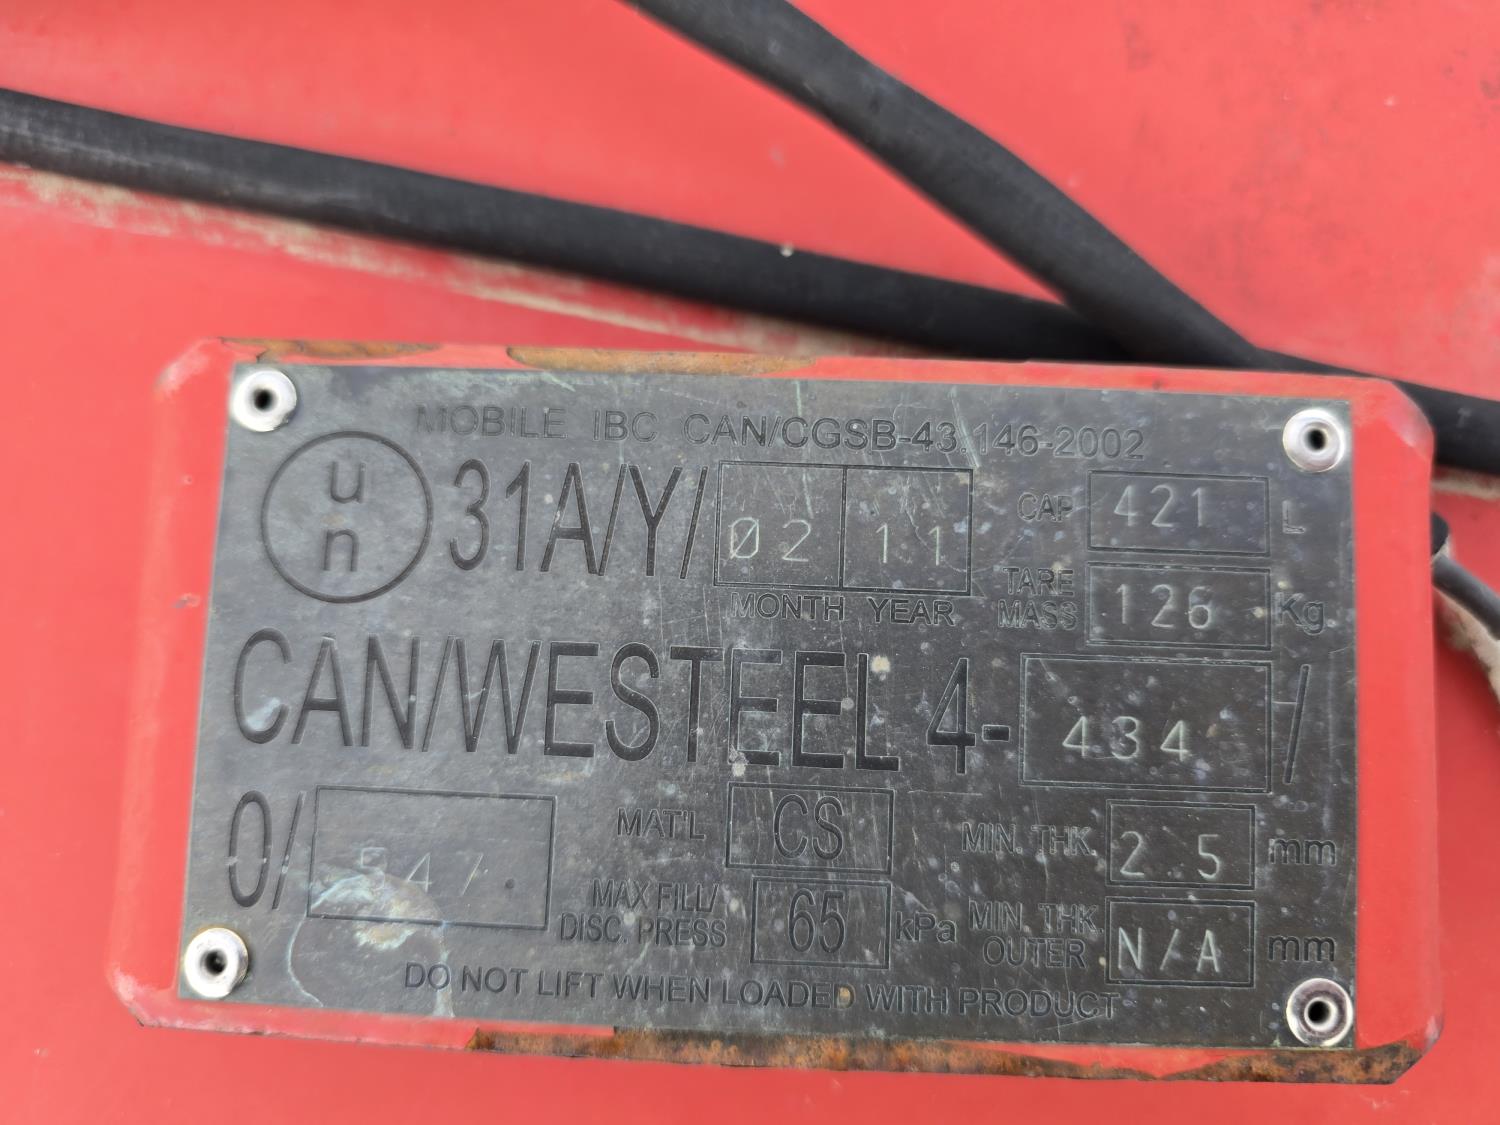 MOBILE IBC CAN/CGSB-43.146-2002
un 31A/Y/ 02 11 CAP 421 L
MONTH YEAR TARE MASS 126 Kg.
CAN/WESTEEL 4- 434 /
0/ 547 MAT'L CS MIN. THK. 2.5 mm
MAX FILL/ DISC. PRESS 65 kPa MIN. THK. OUTER N/A mm
DO NOT LIFT WHEN LOADED WITH PRODUCT